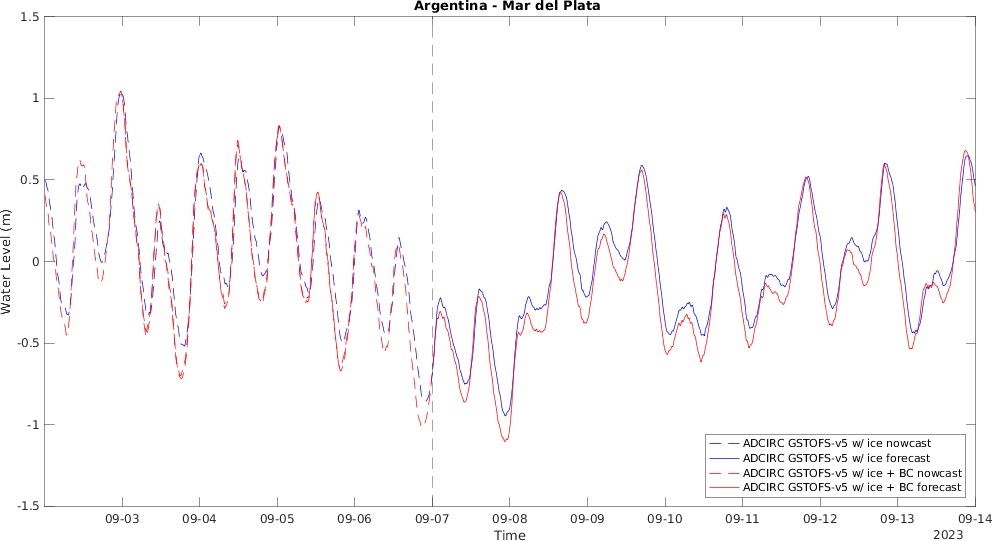 Argentina - Mar del Plata
1.5
1
0.5
0
-0.5
-1
-1.5
Water Level (m)
09-03 09-04 09-05 09-06 09-07 09-08 09-09 09-10 09-11 09-12 09-13 09-14
Time
2023
ADCIRC GSTOFS-v5 w/ ice nowcast
ADCIRC GSTOFS-v5 w/ ice forecast
ADCIRC GSTOFS-v5 w/ ice + BC nowcast
ADCIRC GSTOFS-v5 w/ ice + BC forecast